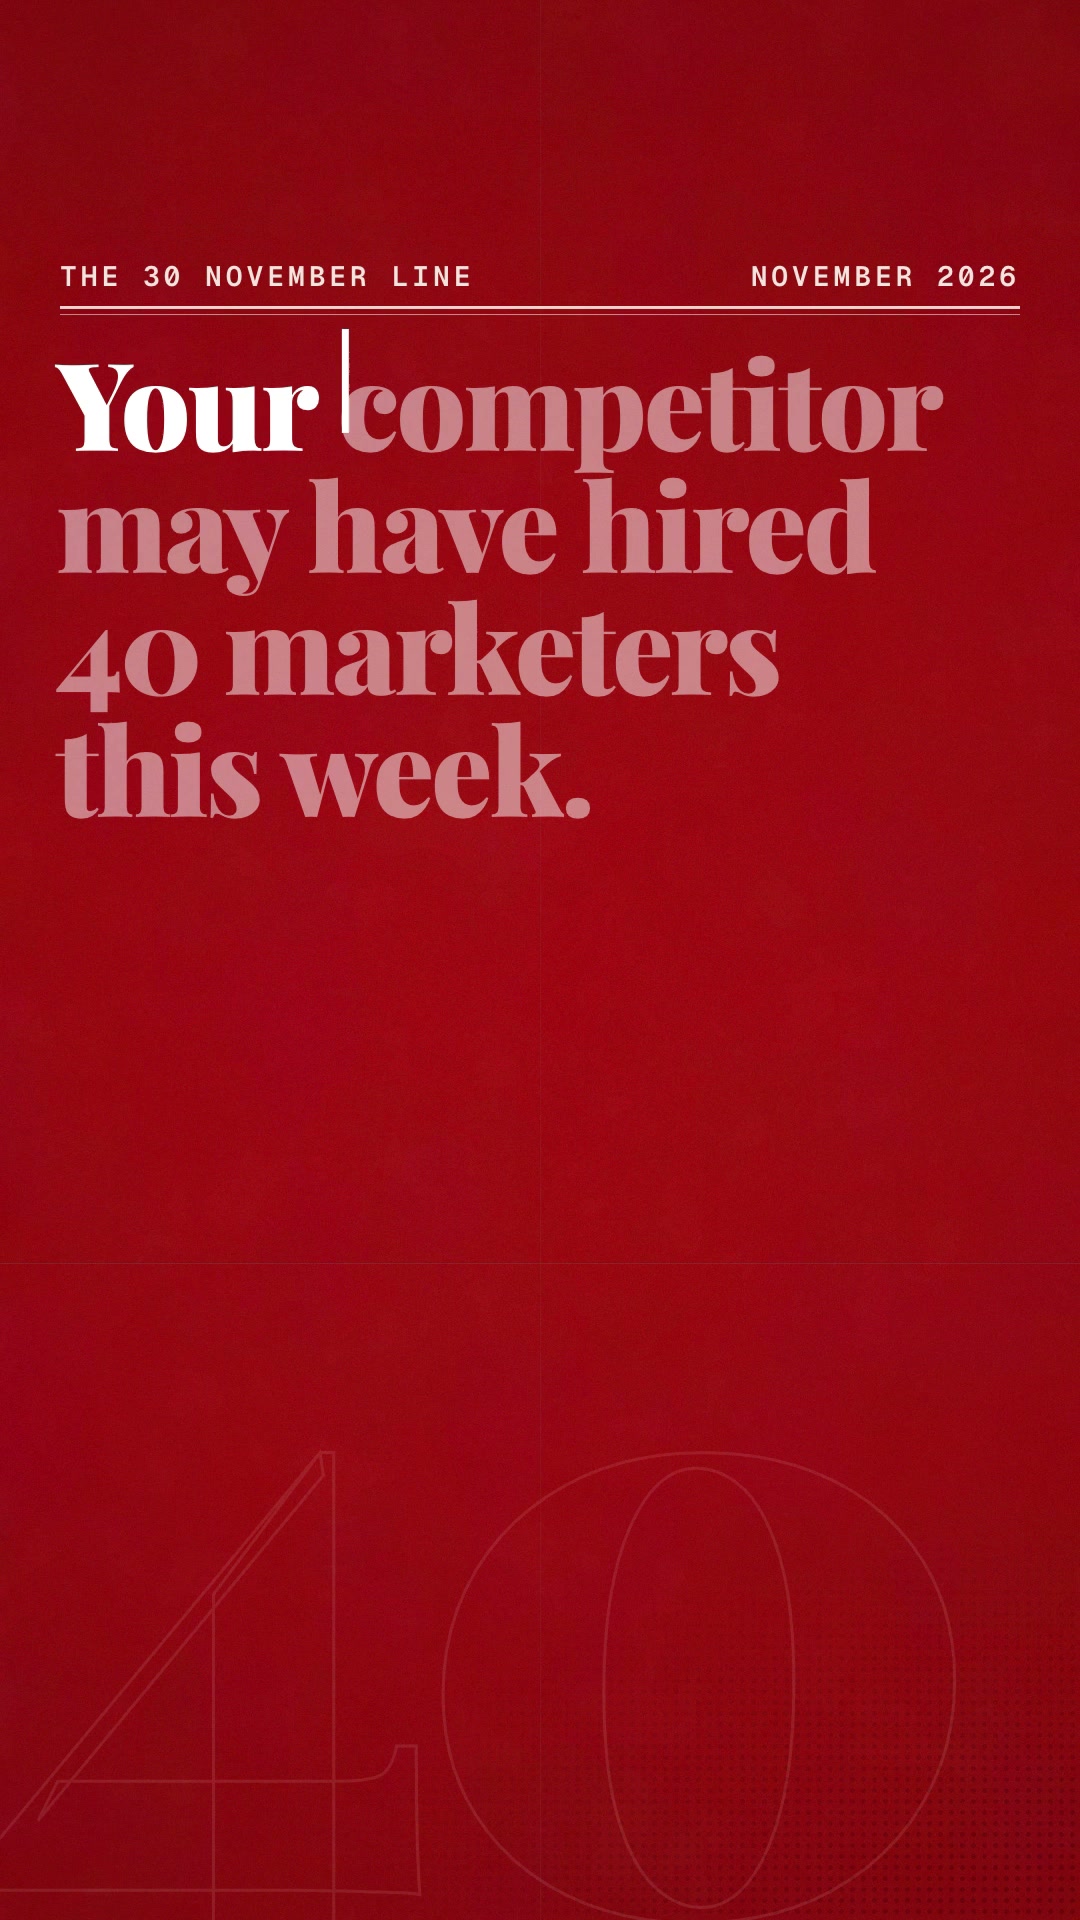 THE 30 NOVEMBER LINE
NOVEMBER 2026
Your competitor
may have hired
40 marketers
this week.
40